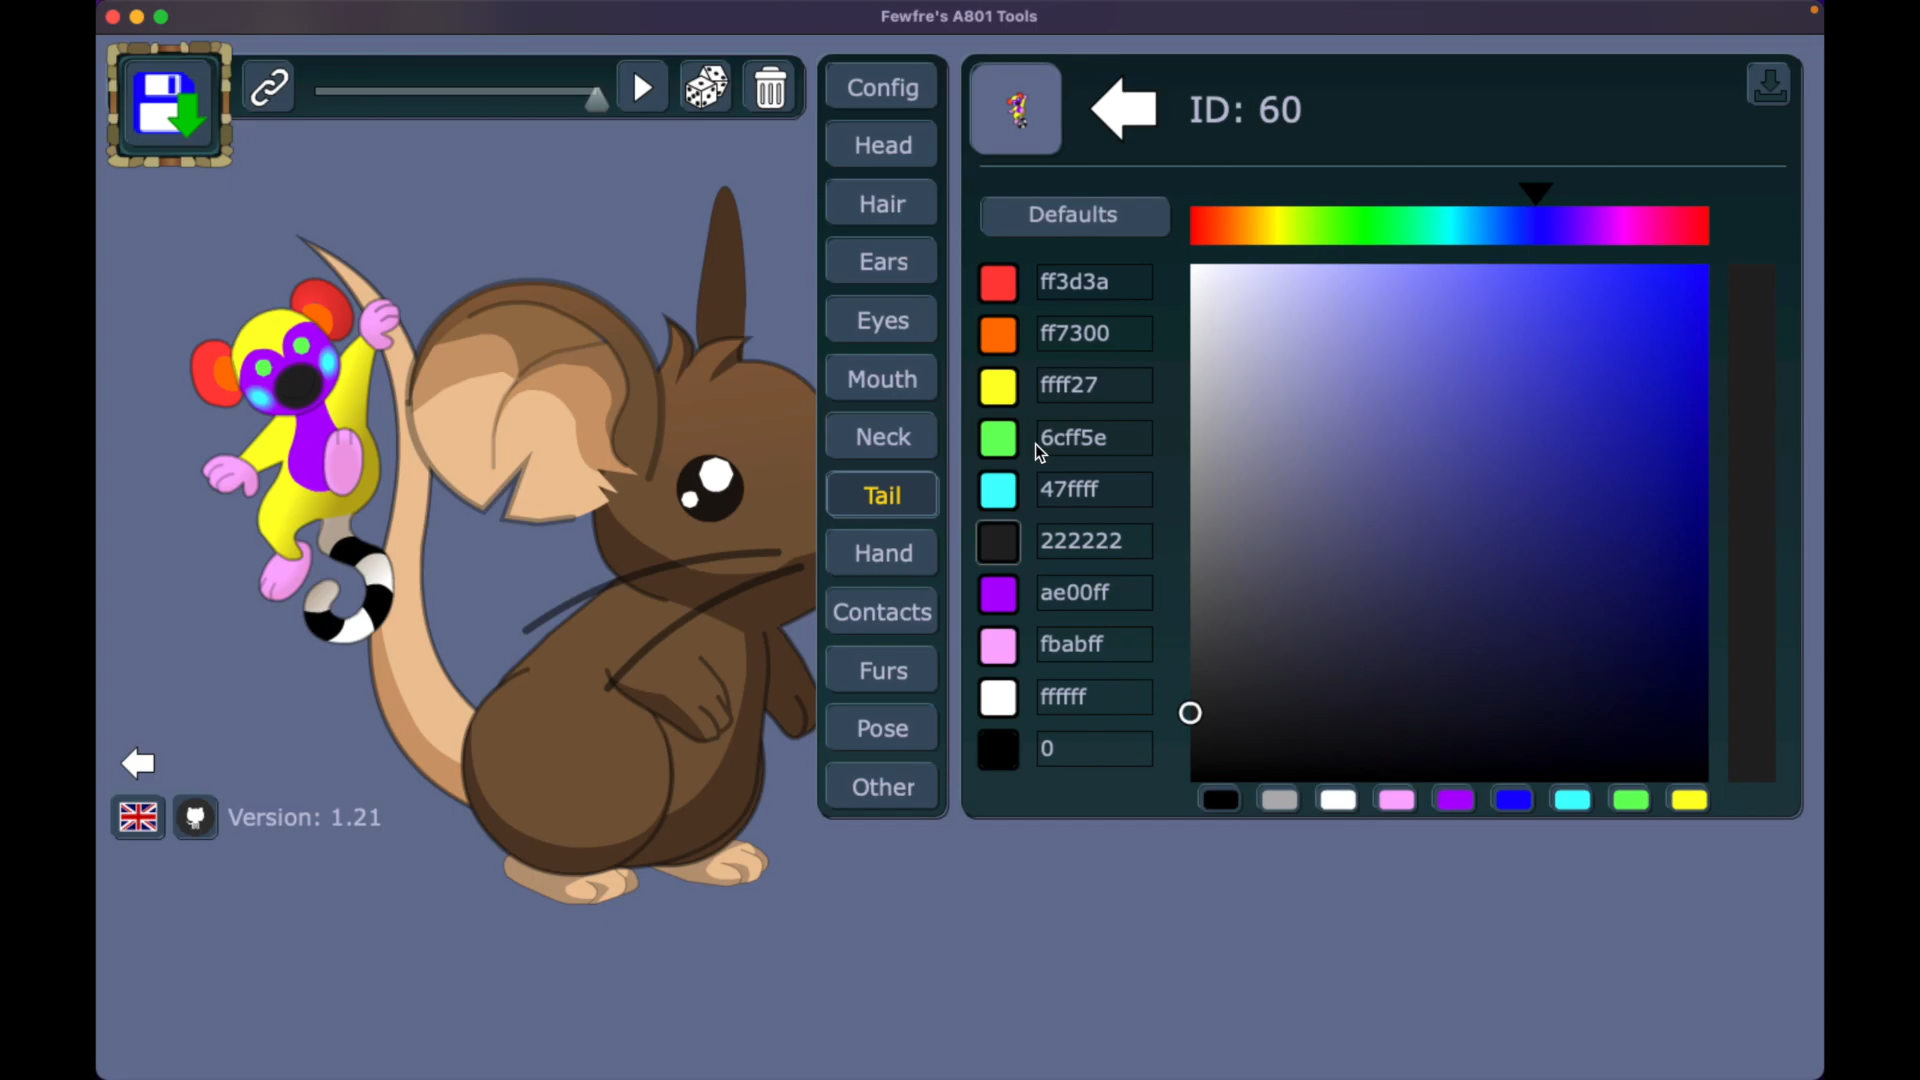 Fewfre's A801 Tools
Config
Head
Hair
Ears
Eyes
Mouth
Neck
Tail
Hand
Contacts
Furs
Pose
Other
ID: 60
Defaults
ff3d3a
ff7300
ffff27
6cff5e
47ffff
222222
ae00ff
fbabff
ffffff
0
Version: 1.21